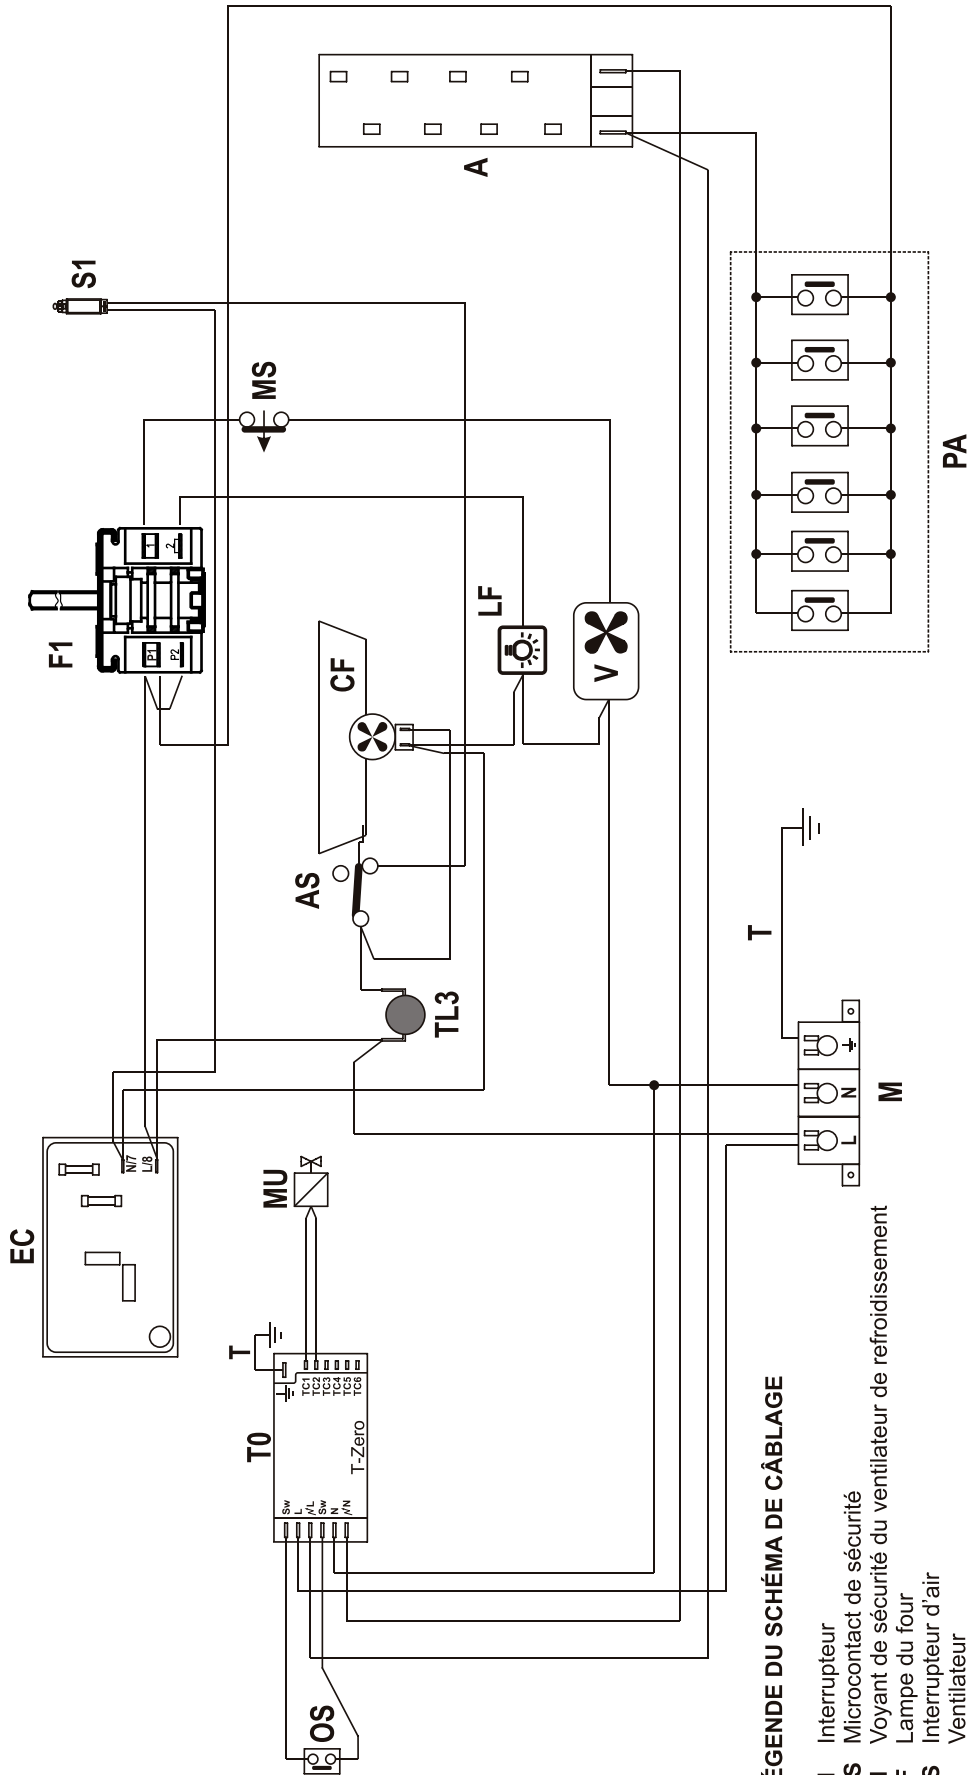 EC
N/7
L/8
F1
P1
P2
1
2
S1
MS
A
CF
AS
TL3
LF
V
PA
MU
T
T0
T-Zero
Sw
L
Sw
N
TC1
TC2
TC3
TC4
TC5
TC6
OS
T
M
L
N
ÉGENDE DU SCHÉMA DE CÂBLAGE
Interrupteur
S Microcontact de sécurité
Voyant de sécurité du ventilateur de refroidissement
Lampe du four
S Interrupteur d'air
Ventilateur